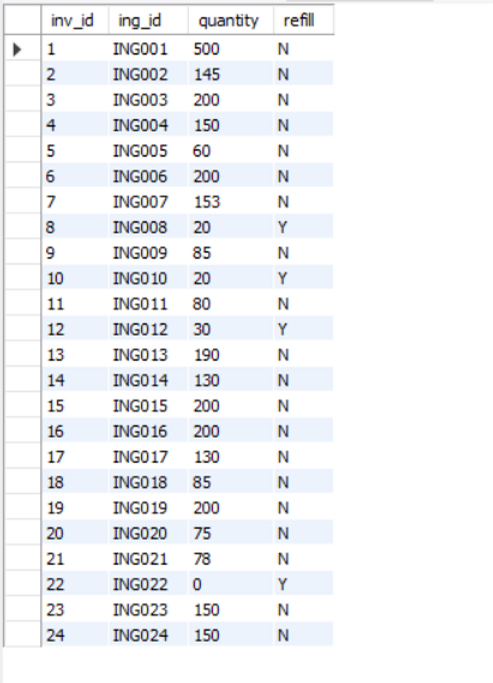 inv_id ing_id quantity refill
1 ING001 500 N
2 ING002 145 N
3 ING003 200 N
4 ING004 150 N
5 ING005 60 N
6 ING006 200 N
7 ING007 153 N
8 ING008 20 Y
9 ING009 85 N
10 ING010 20 Y
11 ING011 80 N
12 ING012 30 Y
13 ING013 190 N
14 ING014 130 N
15 ING015 200 N
16 ING016 200 N
17 ING017 130 N
18 ING018 85 N
19 ING019 200 N
20 ING020 75 N
21 ING021 78 N
22 ING022 0 Y
23 ING023 150 N
24 ING024 150 N